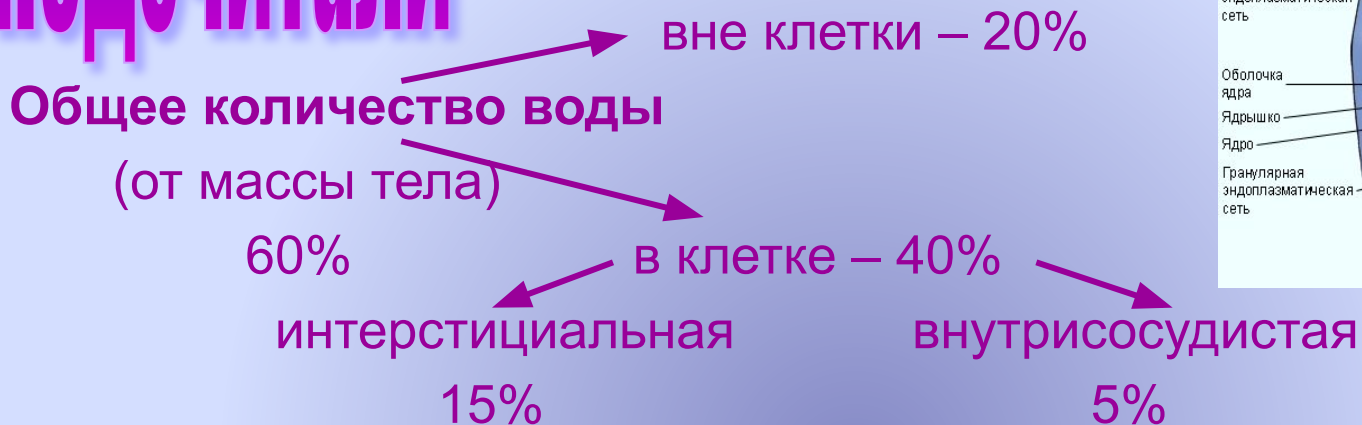 вне клетки – 20%
Общее количество воды
(от массы тела)
60%
в клетке – 40%
интерстициальная
внутрисосудистая
15%
5%
сеть
Оболочка
ядра
Ядрышко
Ядро
Гранулярная
эндоплазматическая
сеть